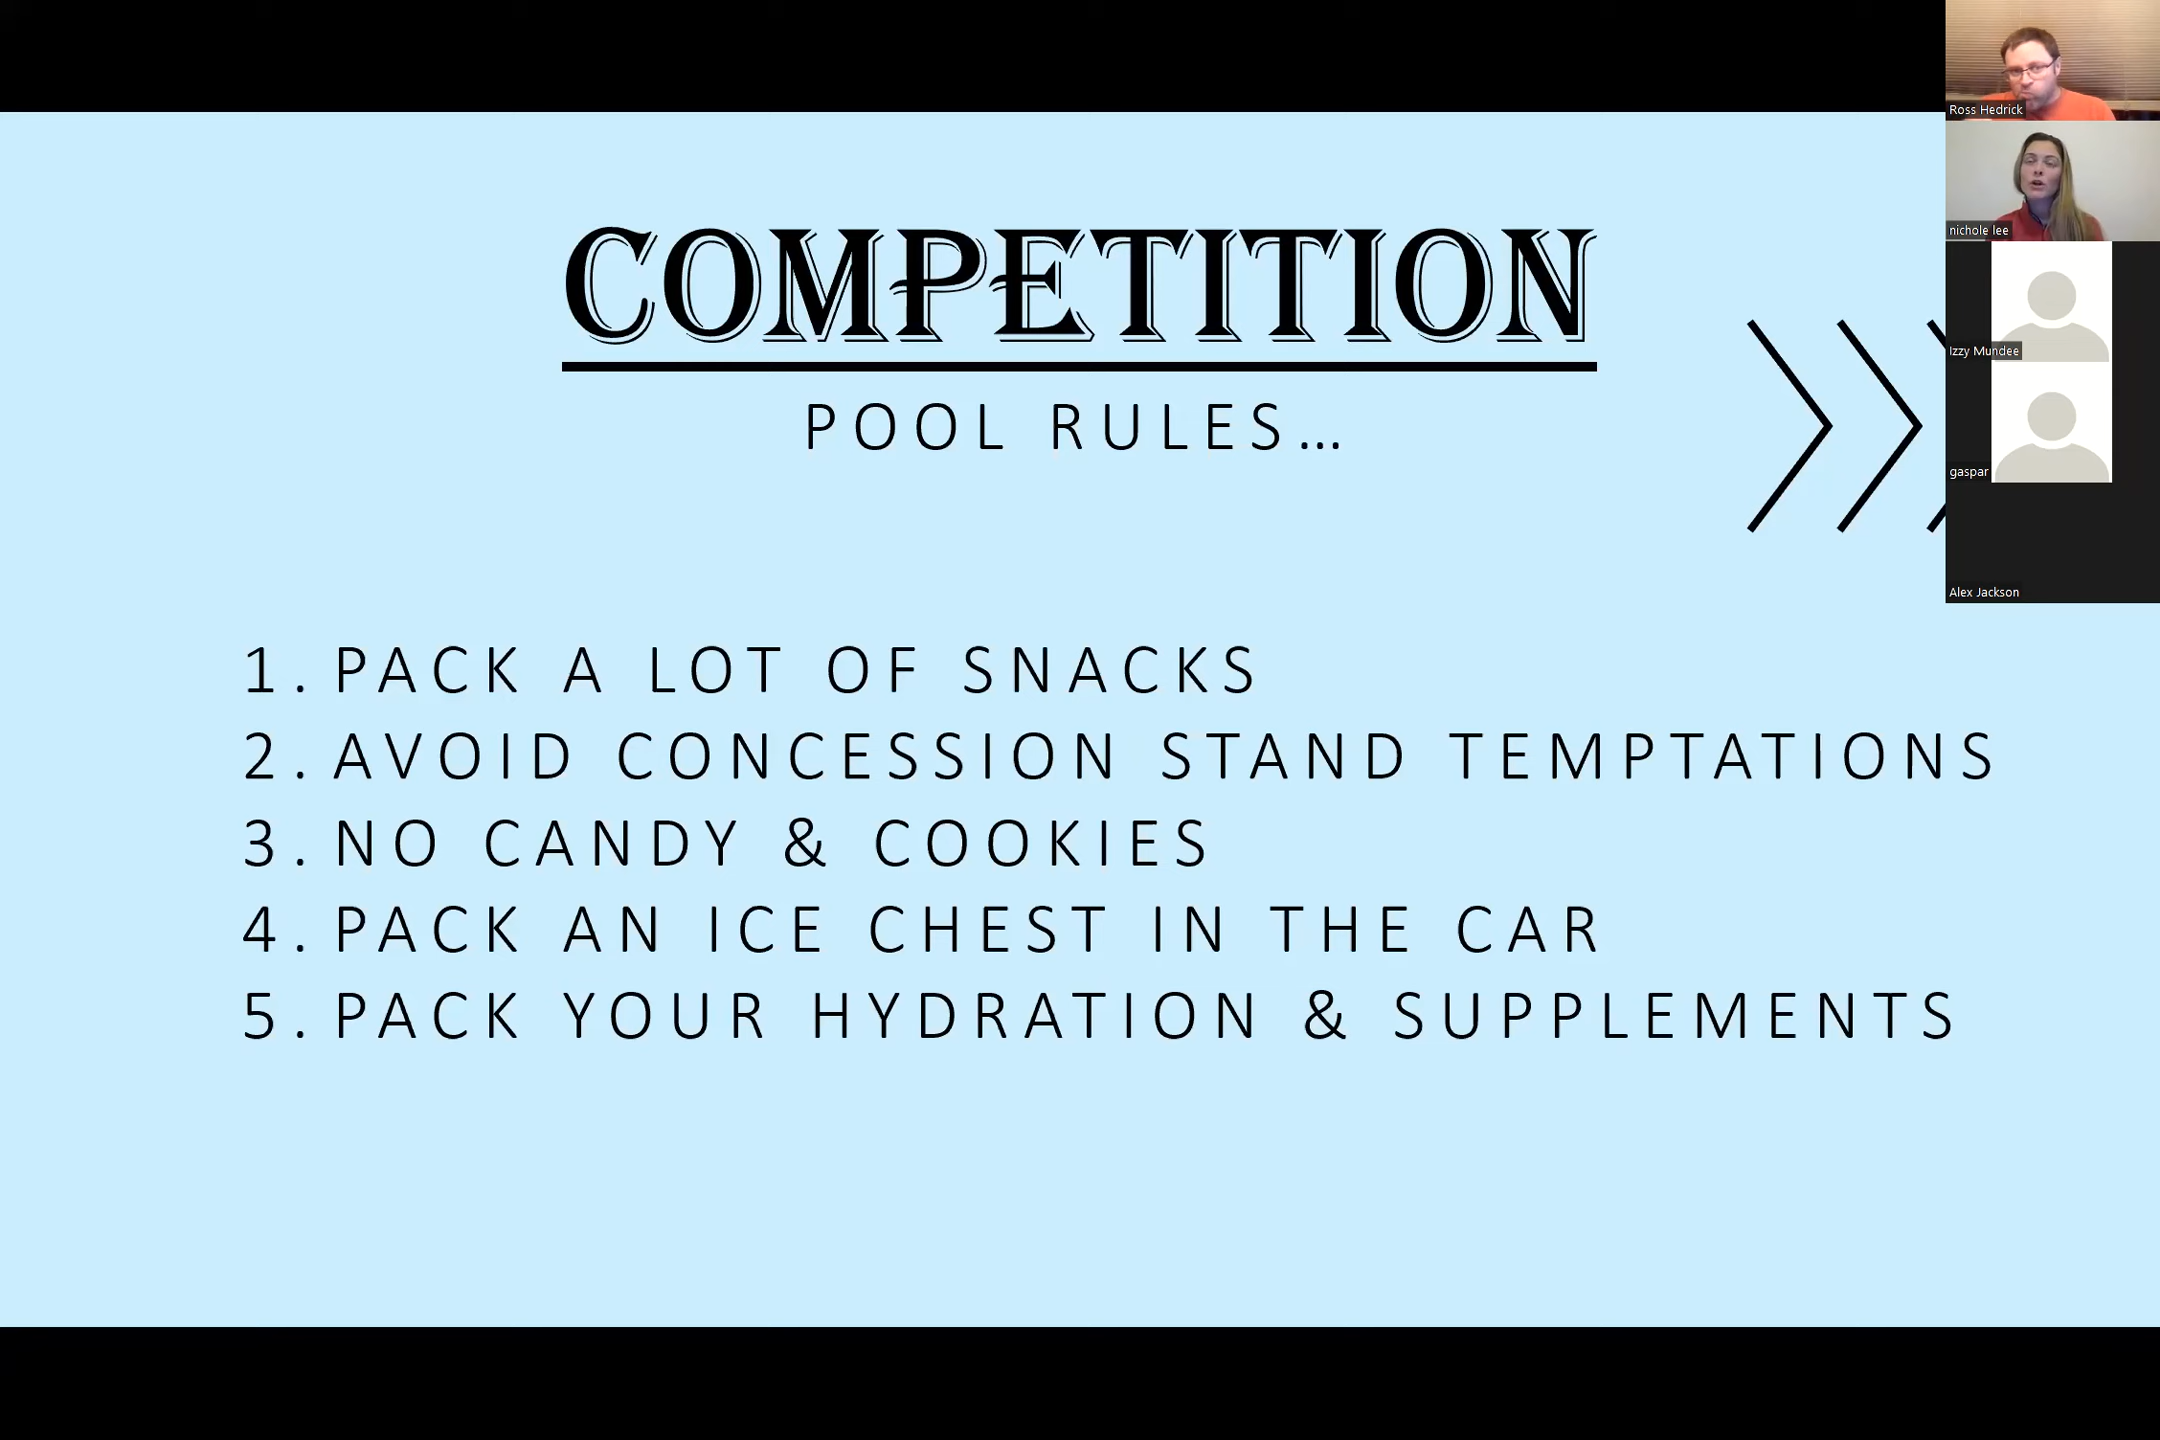 COMPETITION
POOL RULES...
1. PACK A LOT OF SNACKS
2. AVOID CONCESSION STAND TEMPTATIONS
3. NO CANDY & COOKIES
4. PACK AN ICE CHEST IN THE CAR
5. PACK YOUR HYDRATION & SUPPLEMENTS
Ross Hedrick
nichole lee
Izzy Mundee
gaspar
Alex Jackson